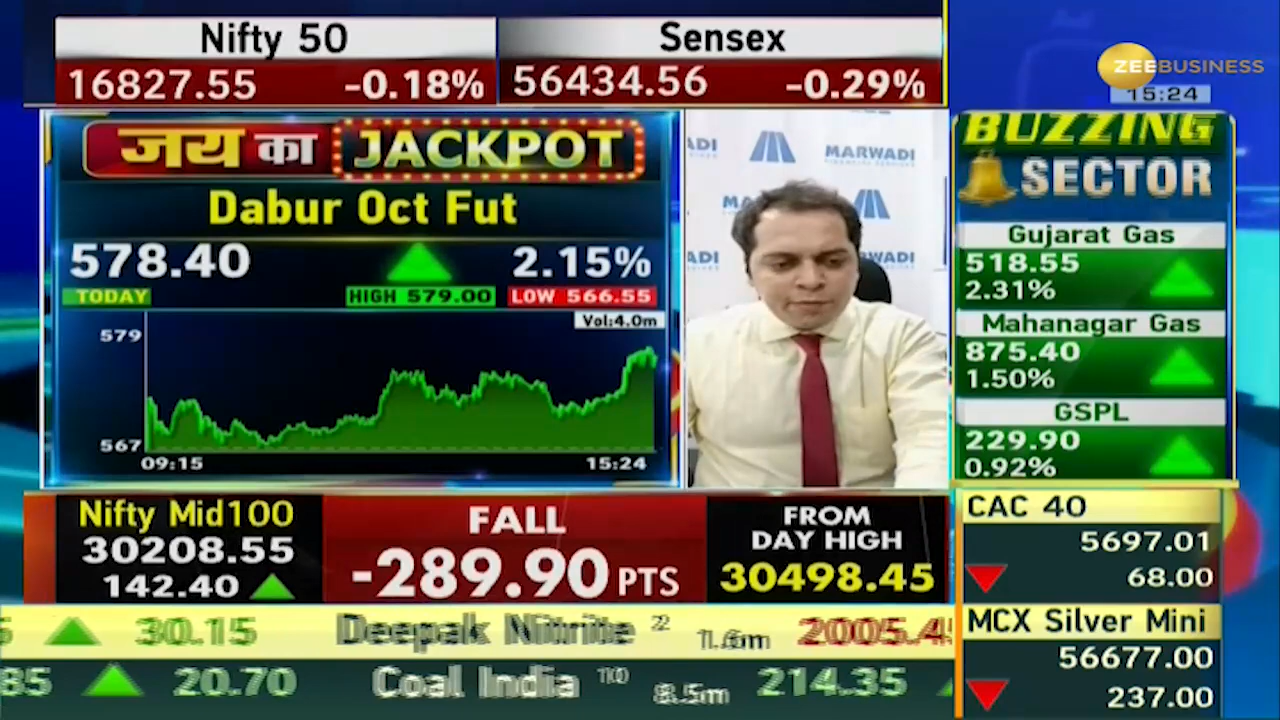 Nifty 50
16827.55 -0.18%
Sensex
56434.56 -0.29%
ZEEBUSINESS
15:24
जय का JACKPOT
Dabur Oct Fut
578.40 2.15%
TODAY HIGH 579.00 LOW 566.55
Vol:4.0m
579
567
09:15 15:24
MARWADI
BUZZING
SECTOR
Gujarat Gas
518.55
2.31%
Mahanagar Gas
875.40
1.50%
GSPL
229.90
0.92%
Nifty Mid100
30208.55
142.40
FALL
-289.90 PTS
FROM
DAY HIGH
30498.45
CAC 40
5697.01
68.00
MCX Silver Mini
56677.00
237.00
30.15 Deepak Nitrite 2005.4
85 20.70 Coal India 8.5m 214.35